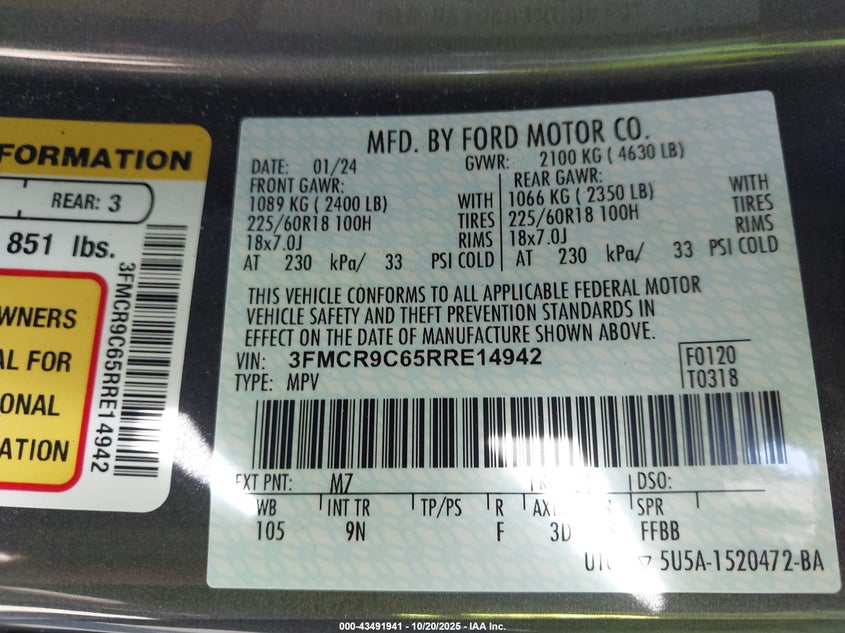 FORMATION
REAR: 3
851 lbs.
WNERS
AL FOR
ONAL
ATION
3FMCR9C65RRE14942
MFD. BY FORD MOTOR CO.
DATE: 01/24 GVWR: 2100 KG ( 4630 LB)
FRONT GAWR: REAR GAWR:
1089 KG ( 2400 LB) WITH 1066 KG ( 2350 LB) WITH
225/60R18 100H TIRES 225/60R18 100H TIRES
18x7.0J RIMS 18x7.0J RIMS
AT 230 kPa/ 33 PSI COLD AT 230 kPa/ 33 PSI COLD
THIS VEHICLE CONFORMS TO ALL APPLICABLE FEDERAL MOTOR
VEHICLE SAFETY AND THEFT PREVENTION STANDARDS IN
EFFECT ON THE DATE OF MANUFACTURE SHOWN ABOVE.
VIN: 3FMCR9C65RRE14942 F0120
TYPE: MPV T0318
EXT PNT: M7 DSO:
WB INT TR TP/PS R SPR
105 9N F 3D FFBB
5U5A-1520472-BA
000-43491941 - 10/20/2025 - IAA Inc.